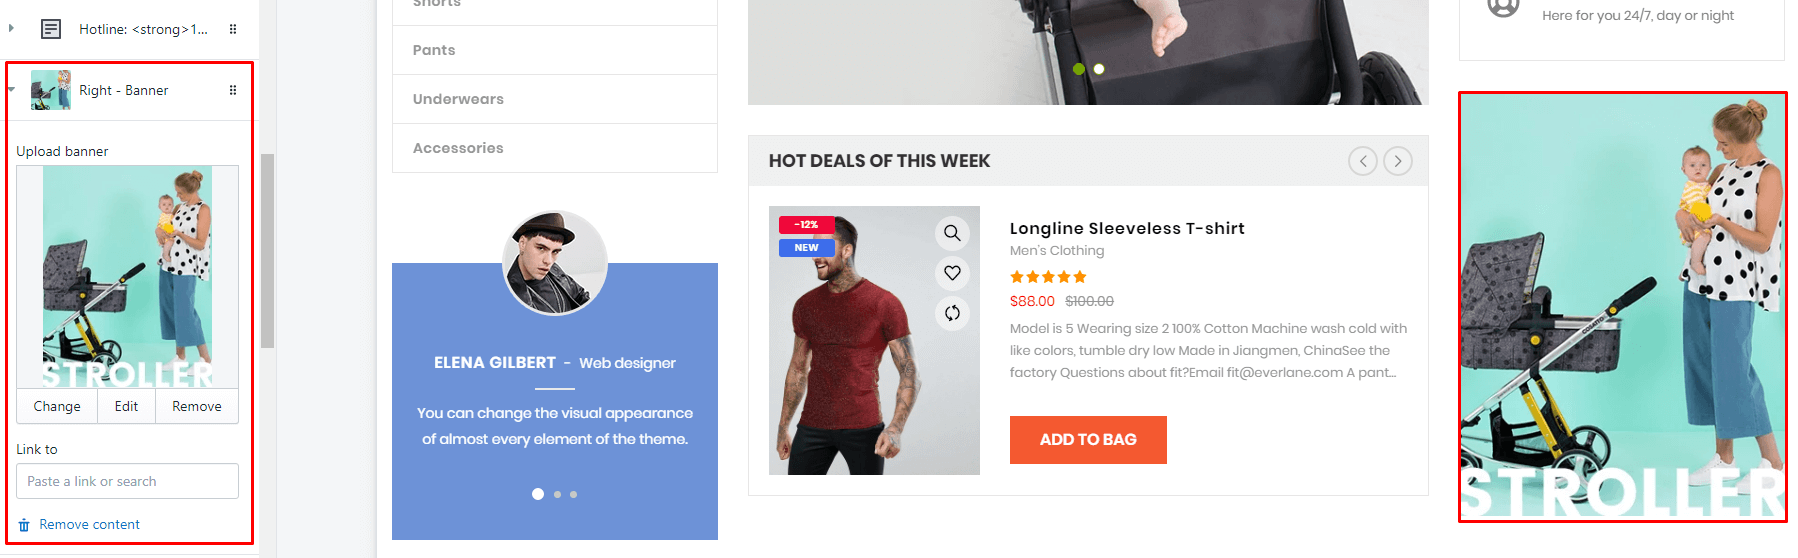 Hotline: <strong>1...
Right - Banner
Upload banner
STROLLER
Change
Edit
Remove
Link to
Paste a link or search
Remove content
Shorts
Pants
Underwears
Accessories
ELENA GILBERT - Web designer
You can change the visual appearance
of almost every element of the theme.
HOT DEALS OF THIS WEEK
-12%
NEW
Longline Sleeveless T-shirt
Men's Clothing
$88.00 $100.00
Model is 5 Wearing size 2 100% Cotton Machine wash cold with
like colors, tumble dry low Made in Jiangmen, ChinaSee the
factory Questions about fit?Email fit@everlane.com A pant...
ADD TO BAG
Here for you 24/7, day or night
STROLLER